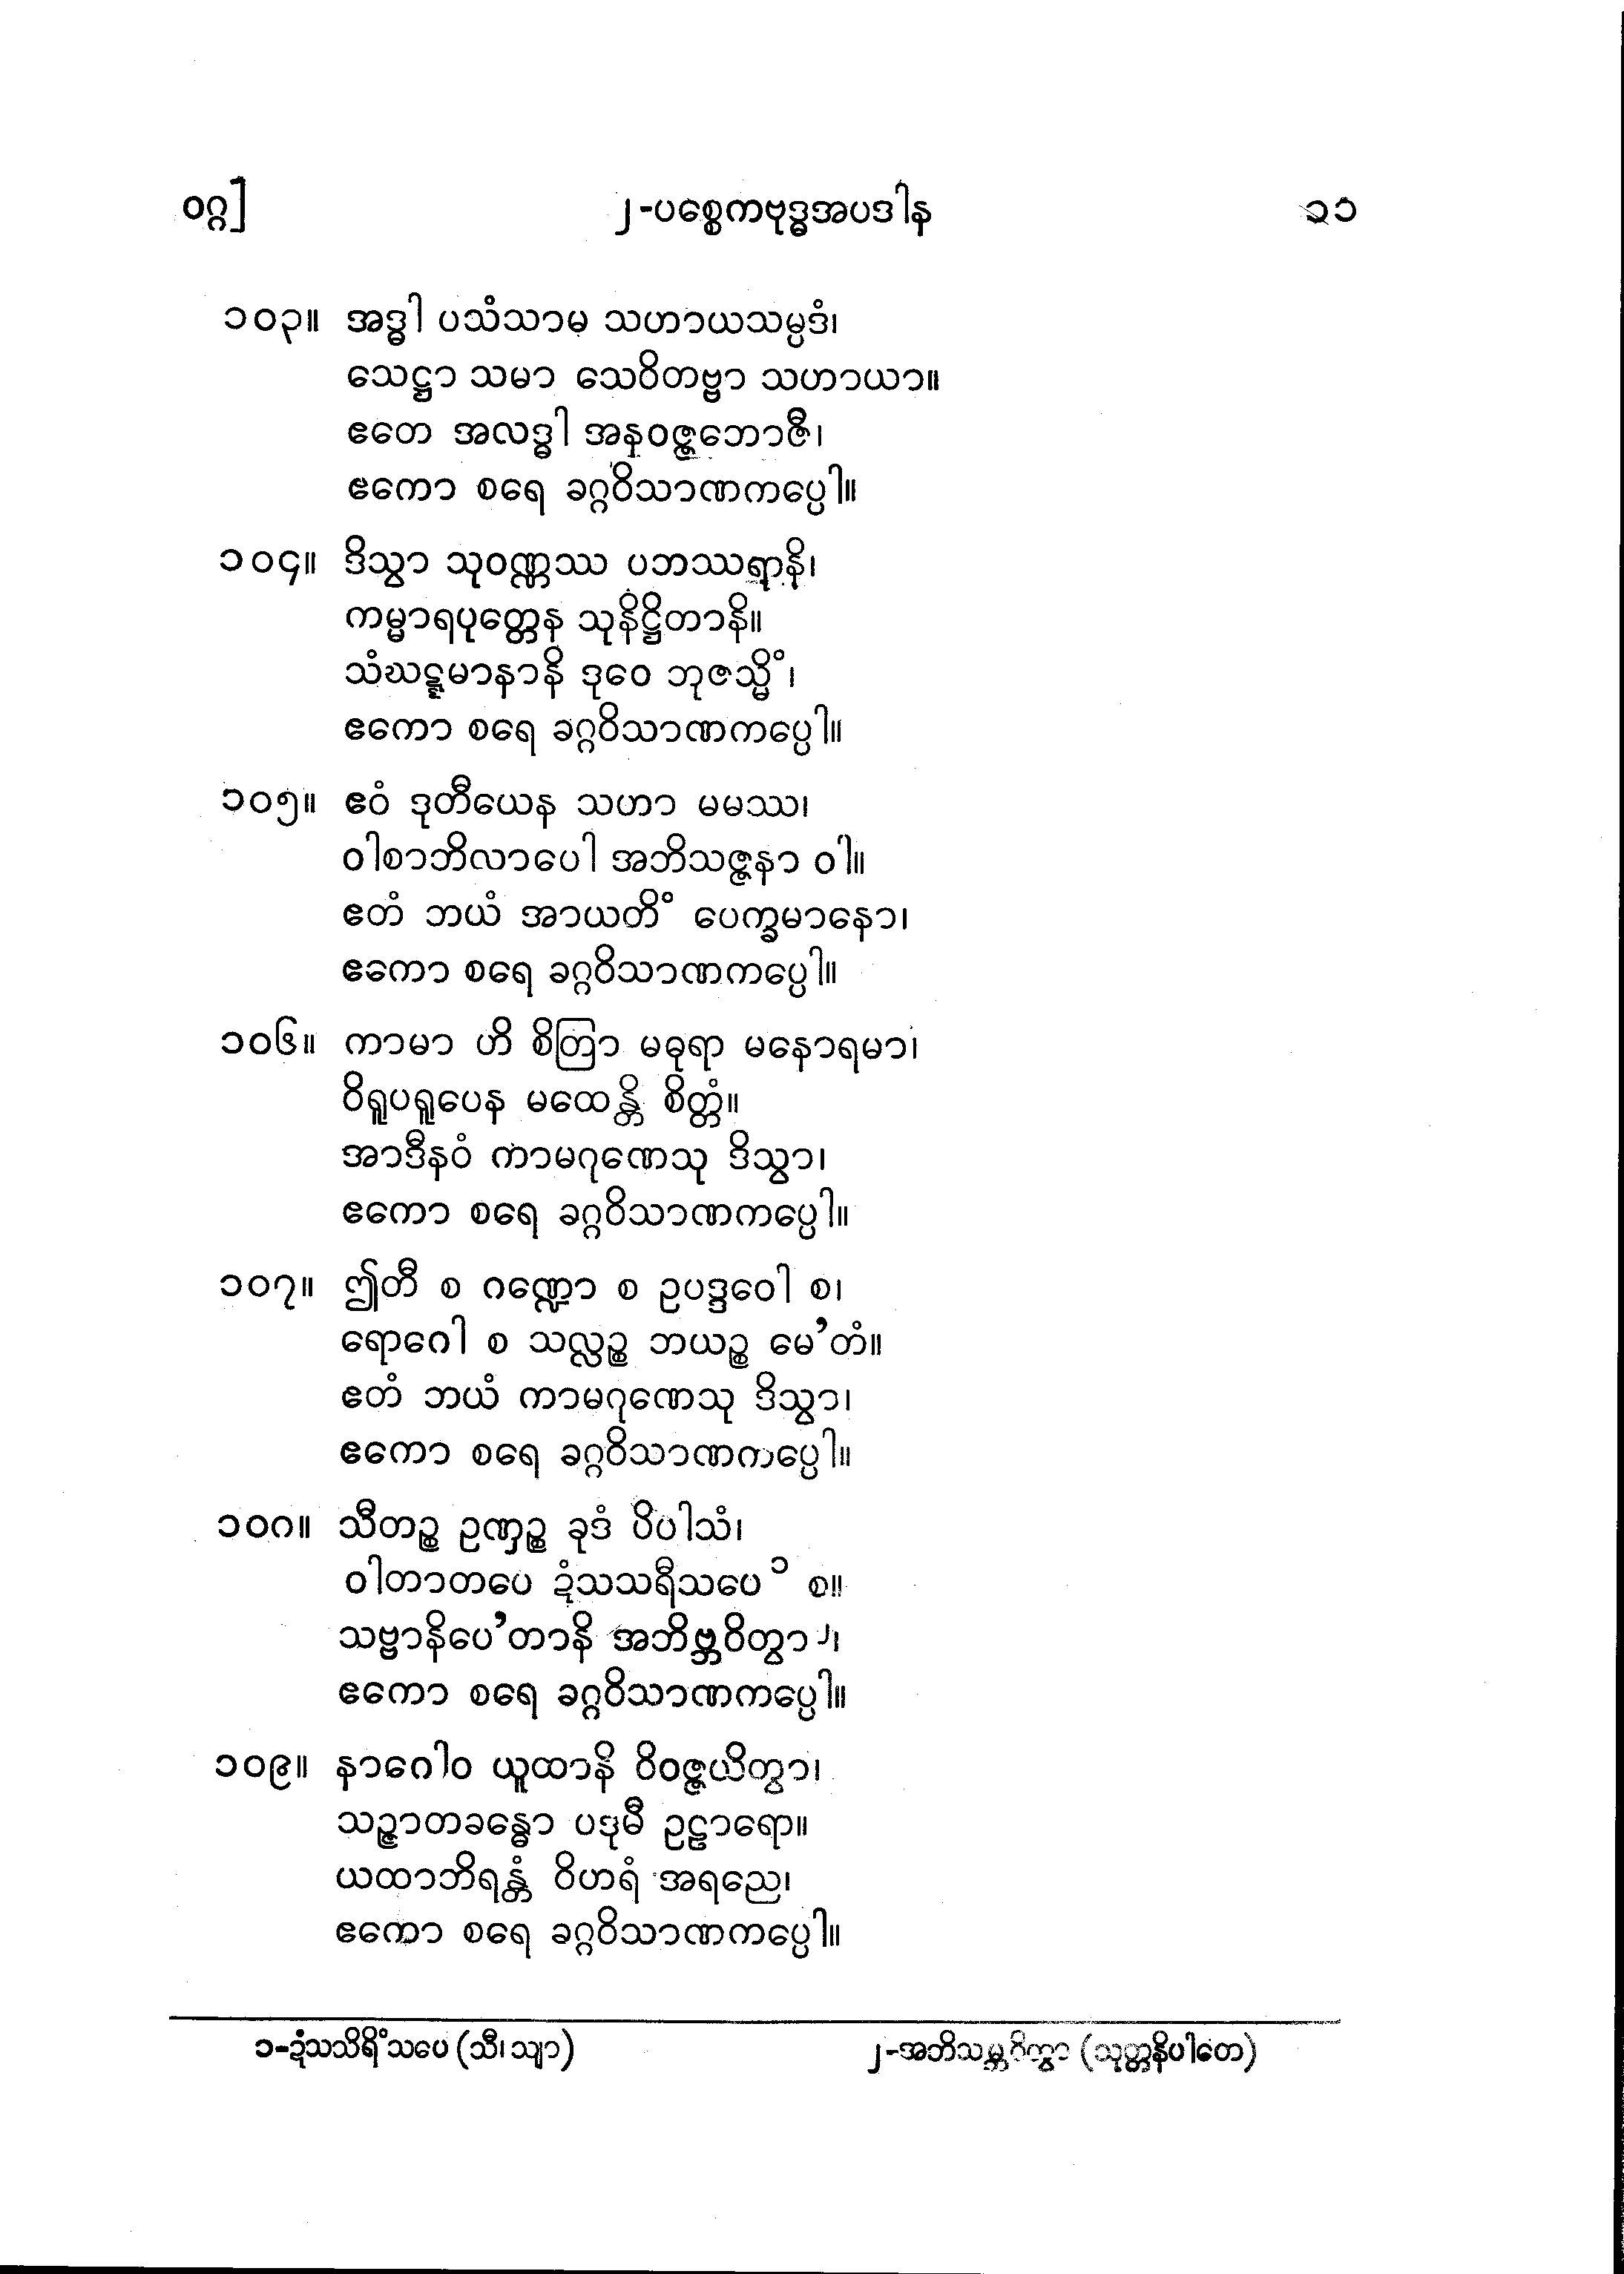 ဝဂ္ဂ] ၂-ပစ္စေကဗုဒ္ဓအပဒါန ၁၁
၁၀၃။ အဒ္ဓါ ပသံသာမ သဟာယသမ္ပဒံ၊
သေဋ္ဌာ သမာ သေဝိတဗ္ဗာ သဟာယာ။
ဧတေ အလဒ္ဓါ အနဝဇ္ဇဘောဇီ၊
ဧကော စရေ ခဂ္ဂဝိသာဏကပ္ပေါ။
၁၀၄။ ဒိသွာ သုဝဏ္ဏဿ ပဘဿရာနိ၊
ကမ္မာရပုတ္တေန သုနိဋ္ဌိတာနိ။
သံဃဋ္ဋမာနာနိ ဒုဝေ ဘုဇသ္မိံ၊
ဧကော စရေ ခဂ္ဂဝိသာဏကပ္ပေါ။
၁၀၅။ ဧဝံ ဒုတီယေန သဟာ မမဿ၊
ဝါစာဘိလာပေါ အဘိသဇ္ဇနာ ဝါ။
ဧတံ ဘယံ အာယတိံ ပေက္ခမာနော၊
ဧကော စရေ ခဂ္ဂဝိသာဏကပ္ပေါ။
၁၀၆။ ကာမာ ဟိ စိတြာ မဓုရာ မနောရမာ၊
ဝိရူပရူပေန မထေန္တိ စိတ္တံ။
အာဒီနဝံ ကာမဂုဏေသု ဒိသွာ၊
ဧကော စရေ ခဂ္ဂဝိသာဏကပ္ပေါ။
၁၀၇။ ဤတီ စ ဂဏ္ဍော စ ဥပဒ္ဒဝေါ စ၊
ရောဂေါ စ သလ္လဉ္စ ဘယဉ္စ မေ’တံ။
ဧတံ ဘယံ ကာမဂုဏေသု ဒိသွာ၊
ဧကော စရေ ခဂ္ဂဝိသာဏကပ္ပေါ။
၁၀၈။ သီတဉ္စ ဥဏှဉ္စ ခုဒံ ပိပါသံ၊
ဝါတာတပေ ဍံသသရီသပေ ၁ စ။
သဗ္ဗာနိပေ’တာနိ အဘိဗ္ဘဝိတွာ ၂၊
ဧကော စရေ ခဂ္ဂဝိသာဏကပ္ပေါ။
၁၀၉။ နာဂေါဝ ယူထာနိ ဝိဝဇ္ဇယိတွာ၊
သဉ္ဇာတခန္ဓော ပဒုမီ ဥဠာရော။
ယထာဘိရန္တံ ဝိဟရံ အရညေ၊
ဧကော စရေ ခဂ္ဂဝိသာဏကပ္ပေါ။
၁-ဍံသသိရိံသပေ (သီ၊ သျာ) ၂-အဘိသမ္ဘဝိတွာ (သုတ္တနိပါတေ)